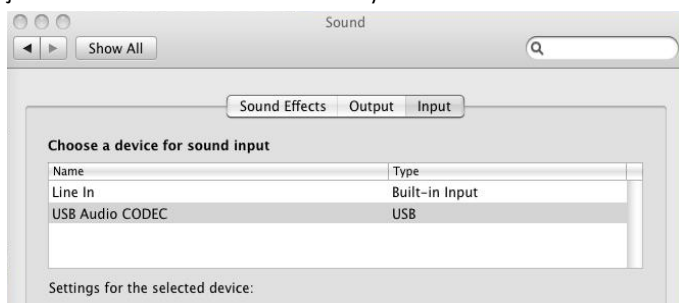 Sound
Show All
Sound Effects Output Input
Choose a device for sound input
Name Type
Line In Built-in Input
USB Audio CODEC USB
Settings for the selected device: